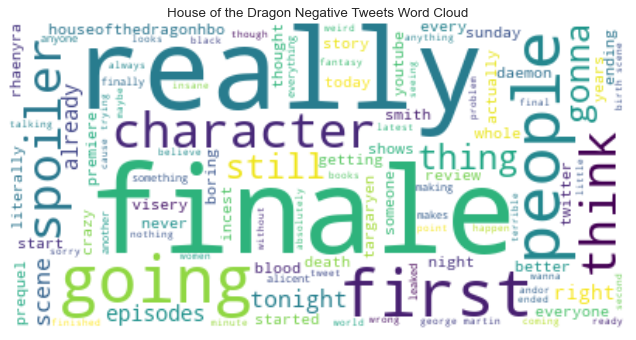 House of the Dragon Negative Tweets Word Cloud
houseofthedragonhbo
looks
black
though
thought
weird
every
sunday
anyone
rhaenyra
always
finally
insane
everything
fantasy
seeing
story
today
youtube
anything
actually
daemon
problem
final
gonna
years
ending
birth scene
really
talking
literally
spoiler
already
premiere
cause
trying
maybe
character
smith
latest
whole
people
think
twitter
believe
still
getting
shows
thing
boring
something
books
review
making
makes
point
happen
terrible
little
finale
start
sorry
crazy
another
visery
never
nothing
incest
without
absolutely
targaryen
someone
prequel
scene
going
women
blood
alicent
death
tweet
night
leaked
first
better
wanna
right
andor
ended
everyone
finished
episodes
minute
tonight
started
world
wrong
george martin
coming
ready